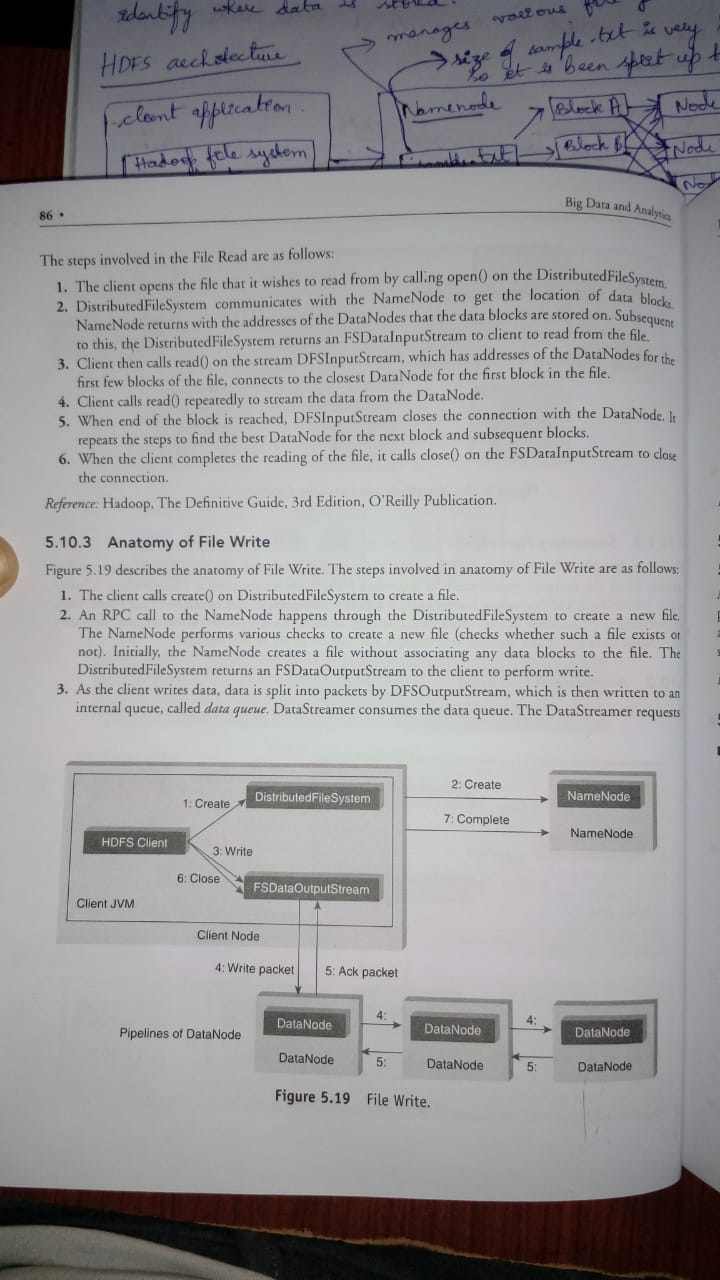 identify where data is stored.
HDFS aechetecture
→ manages various
→ size of sample.txt is very
so et is been splet up t
cleent applecation.
Namenode
Block A
Node
Hadoop fele system
Block B
Node
86 •
Big Data and Analytics
The steps involved in the File Read are as follows:
1. The client opens the file that it wishes to read from by calling open() on the DistributedFileSystem.
2. DistributedFileSystem communicates with the NameNode to get the location of data blocks.
NameNode returns with the addresses of the DataNodes that the data blocks are stored on. Subsequent
to this, the DistributedFileSystem returns an FSDataInputStream to client to read from the file.
3. Client then calls read() on the stream DFSInputStream, which has addresses of the DataNodes for the
first few blocks of the file, connects to the closest DataNode for the first block in the file.
4. Client calls read() repeatedly to stream the data from the DataNode.
5. When end of the block is reached, DFSInputStream closes the connection with the DataNode. It
repeats the steps to find the best DataNode for the next block and subsequent blocks.
6. When the client completes the reading of the file, it calls close() on the FSDataInputStream to close
the connection.
Reference: Hadoop, The Definitive Guide, 3rd Edition, O'Reilly Publication.
5.10.3 Anatomy of File Write
Figure 5.19 describes the anatomy of File Write. The steps involved in anatomy of File Write are as follows:
1. The client calls create() on DistributedFileSystem to create a file.
2. An RPC call to the NameNode happens through the DistributedFileSystem to create a new file.
The NameNode performs various checks to create a new file (checks whether such a file exists or
not). Initially, the NameNode creates a file without associating any data blocks to the file. The
DistributedFileSystem returns an FSDataOutputStream to the client to perform write.
3. As the client writes data, data is split into packets by DFSOutputStream, which is then written to an
internal queue, called data queue. DataStreamer consumes the data queue. The DataStreamer requests
2: Create
DistributedFileSystem
NameNode
1: Create
7: Complete
NameNode
HDFS Client
3: Write
6: Close
FSDataOutputStream
Client JVM
Client Node
4: Write packet
5: Ack packet
4:
4:
DataNode
DataNode
DataNode
Pipelines of DataNode
DataNode
5:
DataNode
5:
DataNode
Figure 5.19 File Write.